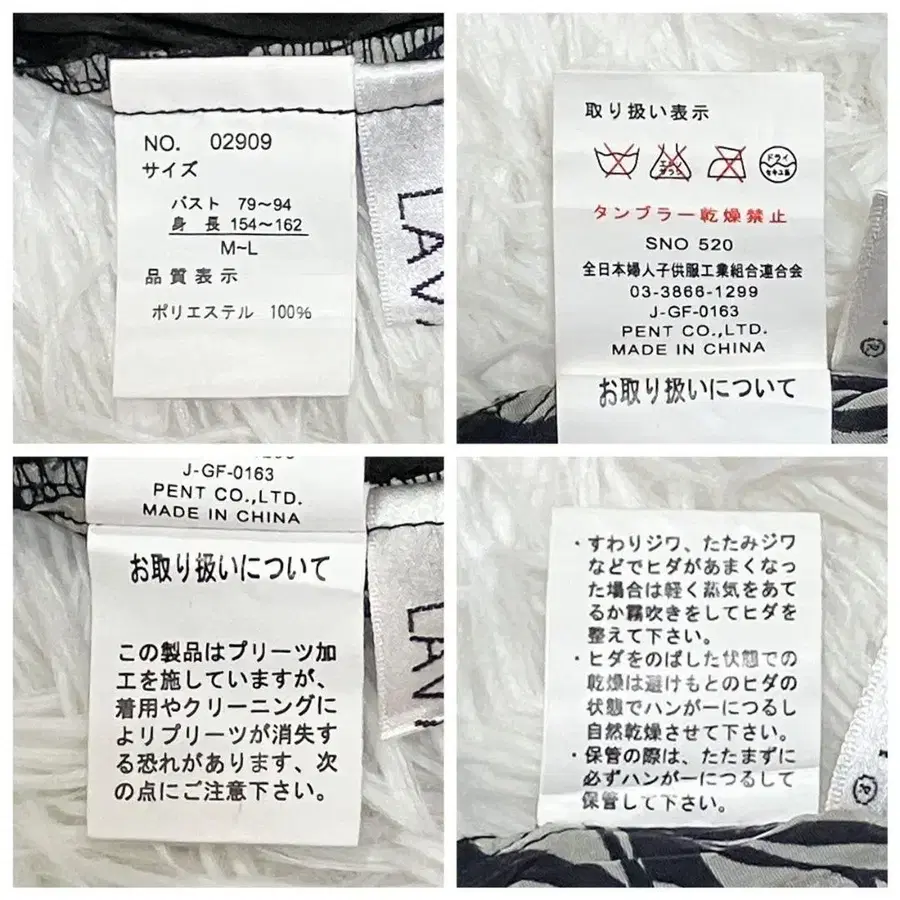 NO. 02909
サイズ
バスト 79〜94
身長 154〜162
M〜L
品質表示
ポリエステル 100%
LAV
取り扱い表示
ドライ
セキユ系
タンブラー乾燥禁止
SNO 520
全日本婦人子供服工業組合連合会
03-3866-1299
J-GF-0163
PENT CO.,LTD.
MADE IN CHINA
お取り扱いについて
J-GF-0163
PENT CO.,LTD.
MADE IN CHINA
お取り扱いについて
この製品はプリーツ加
工を施していますが、
着用やクリーニングに
よリプリーツが消失す
る恐れがあります、次
の点にご注意下さい。
LAV
・すわりジワ、たたみジワ
などでヒダがあまくなっ
た場合は軽く蒸気をあて
るか霧吹きをしてヒダを
整えて下さい。
・ヒダをのばした状態での
乾燥は避けもとのヒダの
状態でハンガーにつるし
自然乾燥させて下さい。
・保管の際は、たたまずに
必ずハンガーにつるして
保管して下さい。